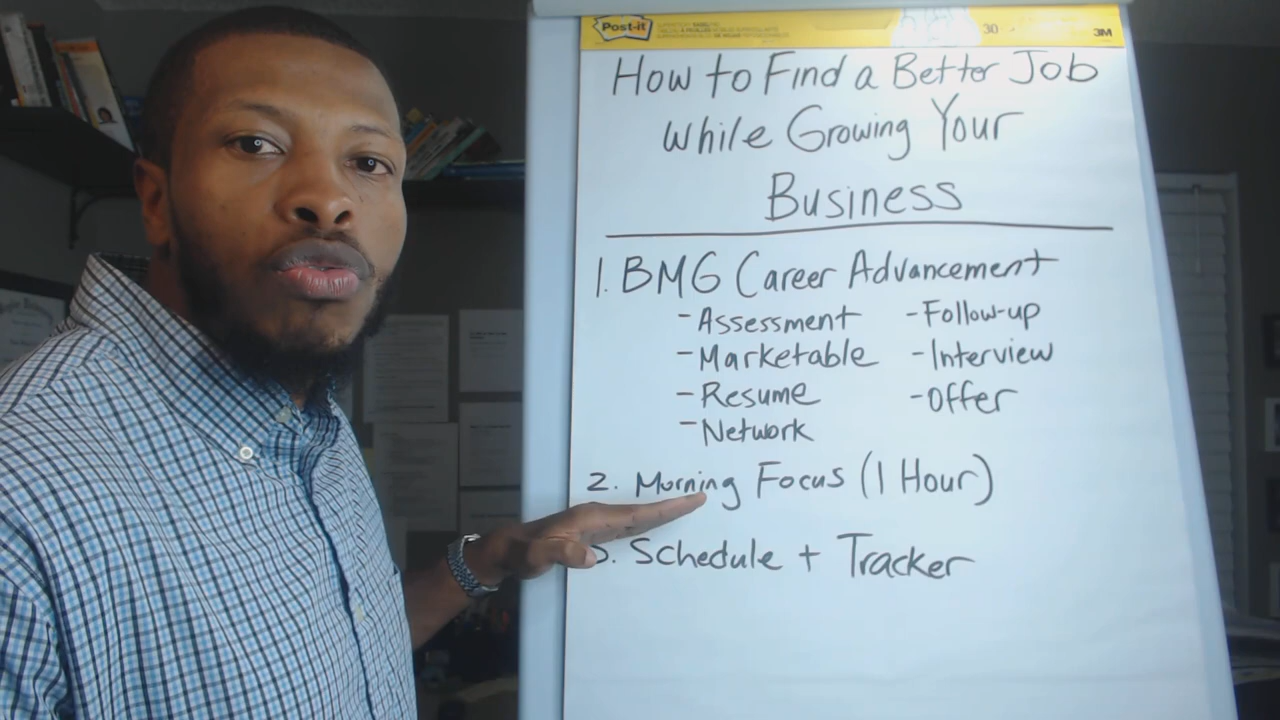 Post-it
30
3M
How to Find a Better Job
while Growing Your
Business
1. BMG Career Advancement
- Assessment
- Marketable
- Resume
- Network
- Follow-up
- Interview
- Offer
2. Morning Focus (1 Hour)
3. Schedule + Tracker